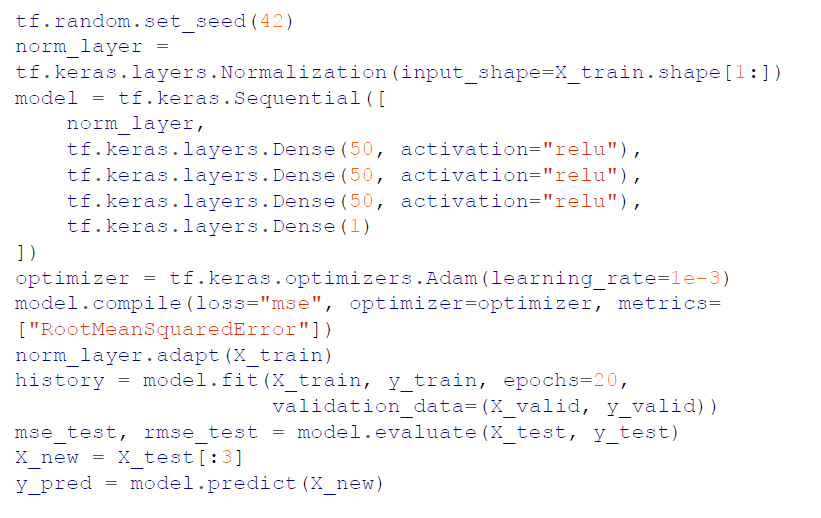 tf.random.set_seed(42)
norm_layer =
tf.keras.layers.Normalization(input_shape=X_train.shape[1:])
model = tf.keras.Sequential([
    norm_layer,
    tf.keras.layers.Dense(50, activation="relu"),
    tf.keras.layers.Dense(50, activation="relu"),
    tf.keras.layers.Dense(50, activation="relu"),
    tf.keras.layers.Dense(1)
])
optimizer = tf.keras.optimizers.Adam(learning_rate=1e-3)
model.compile(loss="mse", optimizer=optimizer, metrics=
["RootMeanSquaredError"])
norm_layer.adapt(X_train)
history = model.fit(X_train, y_train, epochs=20,
                    validation_data=(X_valid, y_valid))
mse_test, rmse_test = model.evaluate(X_test, y_test)
X_new = X_test[:3]
y_pred = model.predict(X_new)